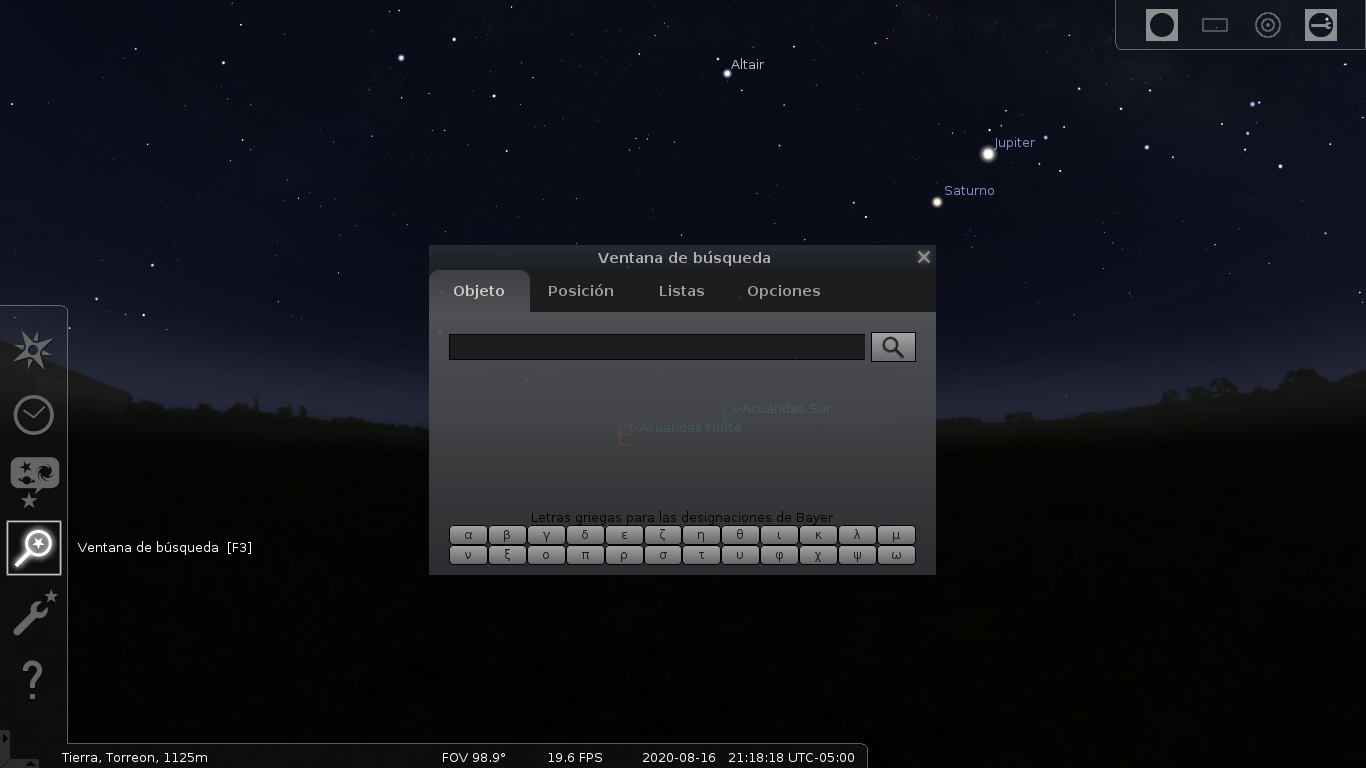 Altair
Jupiter
Saturno
Ventana de búsqueda
Objeto Posición Listas Opciones
ι-Acuáridas Sur
E
ι-Acuáridas Norte
Letras griegas para las designaciones de Bayer
α β γ δ ε ζ η θ ι κ λ μ
ν ξ ο π ρ σ τ υ φ χ ψ ω
Ventana de búsqueda [F3]
Tierra, Torreon, 1125m FOV 98.9° 19.6 FPS 2020-08-16 21:18:18 UTC-05:00